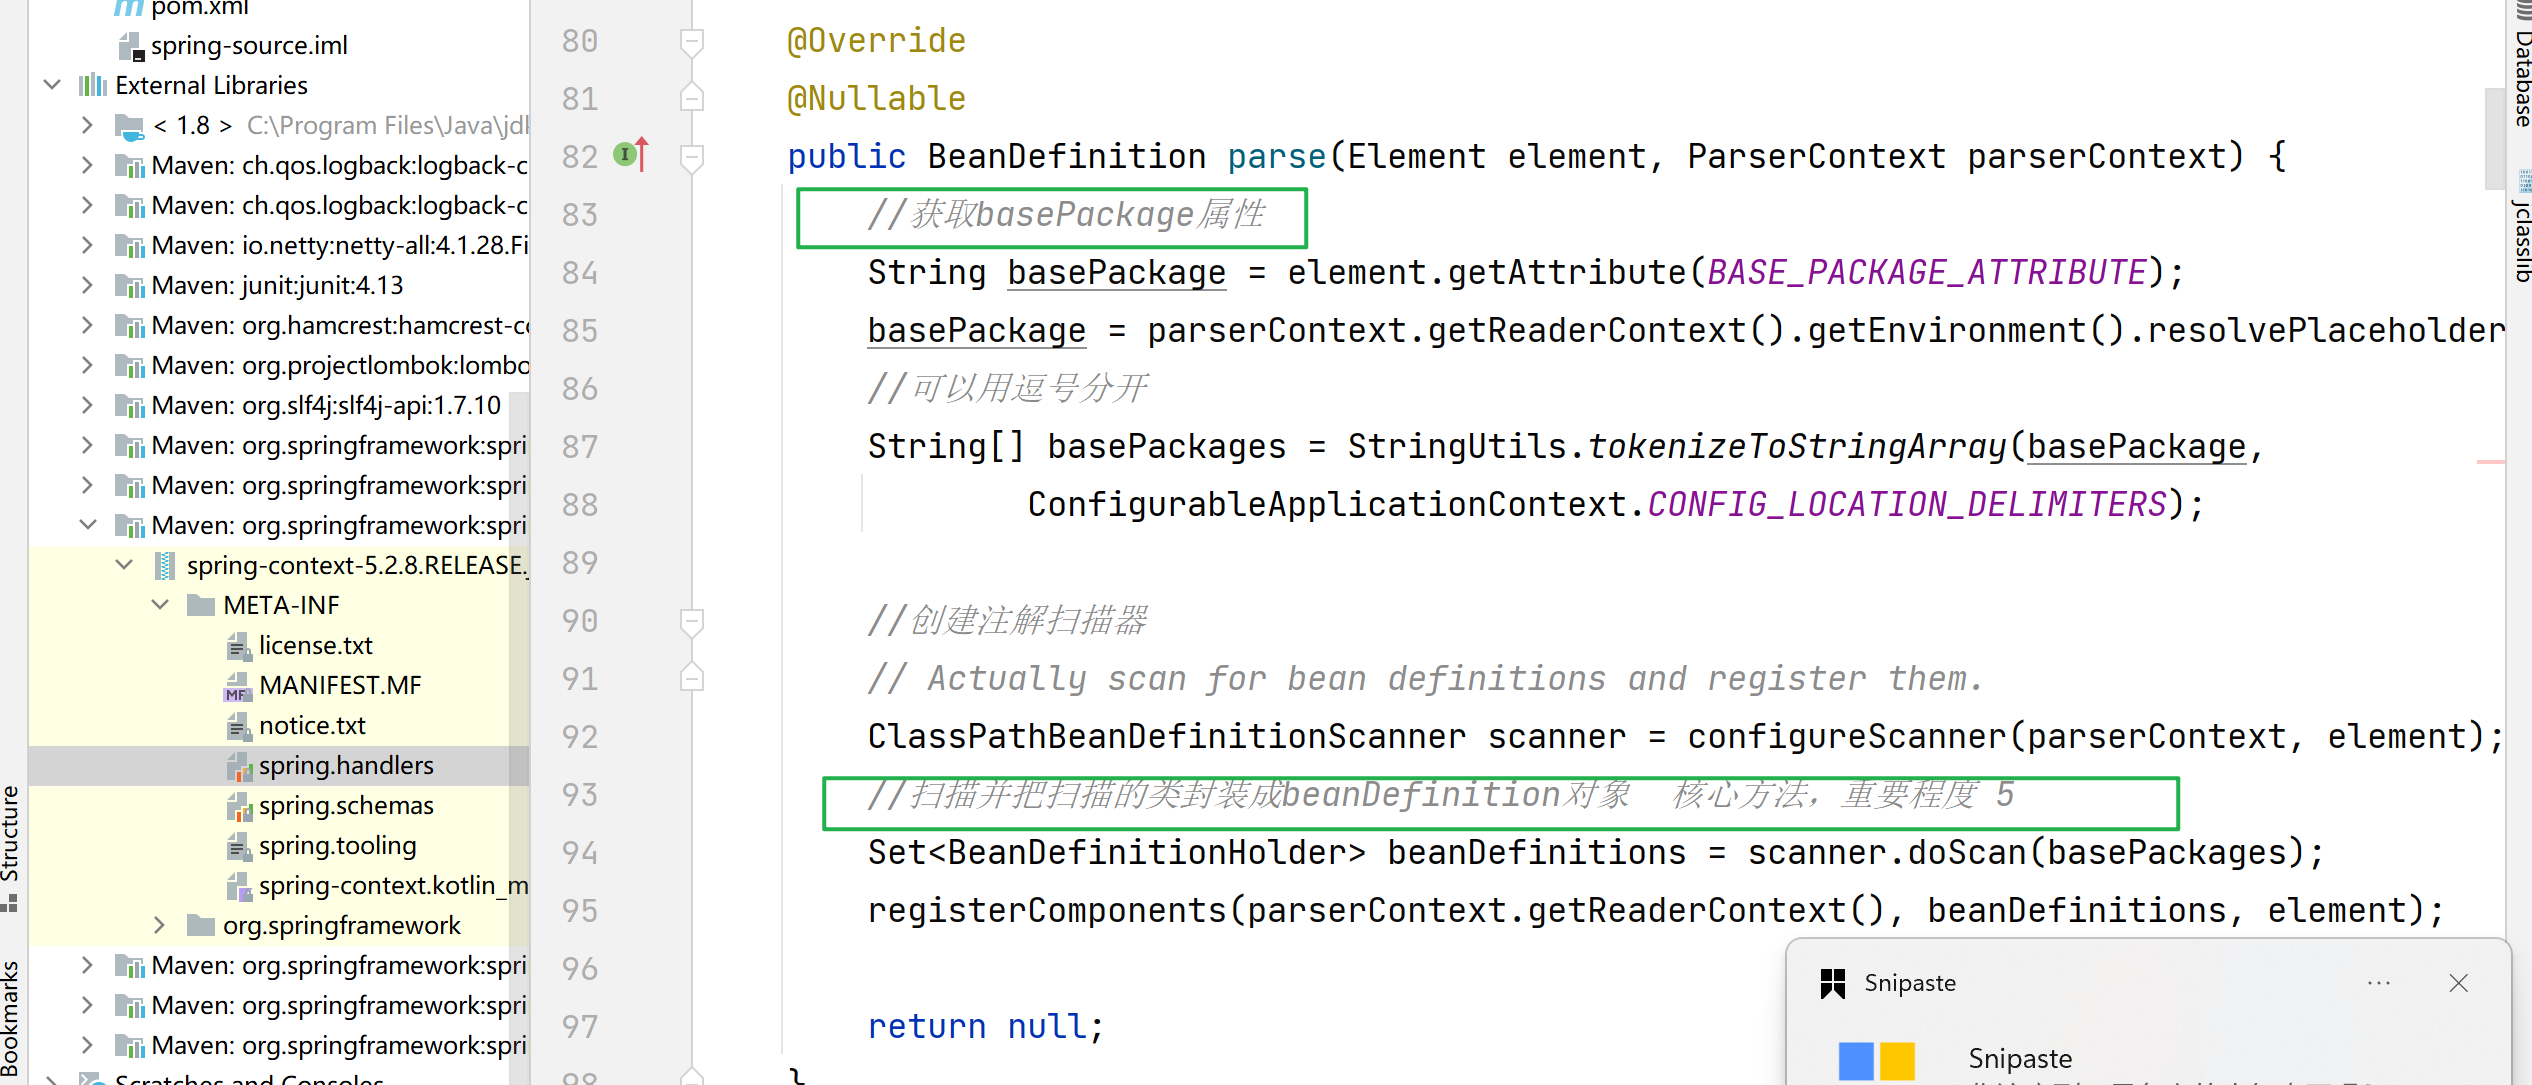 pom.xml
spring-source.iml
External Libraries
< 1.8 > C:\Program Files\Java\jdk
Maven: ch.qos.logback:logback-c
Maven: ch.qos.logback:logback-c
Maven: io.netty:netty-all:4.1.28.Fi
Maven: junit:junit:4.13
Maven: org.hamcrest:hamcrest-co
Maven: org.projectlombok:lombo
Maven: org.slf4j:slf4j-api:1.7.10
Maven: org.springframework:spri
Maven: org.springframework:spri
Maven: org.springframework:spri
spring-context-5.2.8.RELEASE.
META-INF
license.txt
MANIFEST.MF
notice.txt
spring.handlers
spring.schemas
spring.tooling
spring-context.kotlin_m
org.springframework
Maven: org.springframework:spri
Maven: org.springframework:spri
Maven: org.springframework:spri
Scratches and Consoles
Structure
Bookmarks
80 @Override
81 @Nullable
82 public BeanDefinition parse(Element element, ParserContext parserContext) {
83 //获取basePackage属性
84 String basePackage = element.getAttribute(BASE_PACKAGE_ATTRIBUTE);
85 basePackage = parserContext.getReaderContext().getEnvironment().resolvePlaceholder
86 //可以用逗号分开
87 String[] basePackages = StringUtils.tokenizeToStringArray(basePackage,
88 ConfigurableApplicationContext.CONFIG_LOCATION_DELIMITERS);
89
90 //创建注解扫描器
91 // Actually scan for bean definitions and register them.
92 ClassPathBeanDefinitionScanner scanner = configureScanner(parserContext, element);
93 //扫描并把扫描的类封装成beanDefinition对象 核心方法，重要程度 5
94 Set<BeanDefinitionHolder> beanDefinitions = scanner.doScan(basePackages);
95 registerComponents(parserContext.getReaderContext(), beanDefinitions, element);
96
97 return null;
98 }
Database
jclasslib
Snipaste
Snipaste